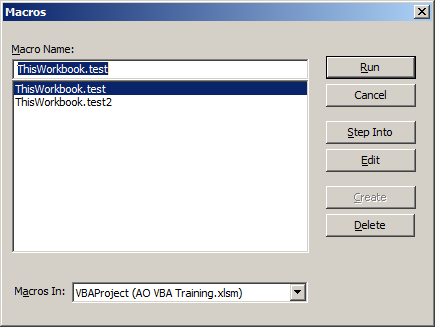 Macros
Macro Name:
ThisWorkbook.test
ThisWorkbook.test
ThisWorkbook.test2
Run
Cancel
Step Into
Edit
Create
Delete
Macros In:
VBAProject (AO VBA Training.xlsm)